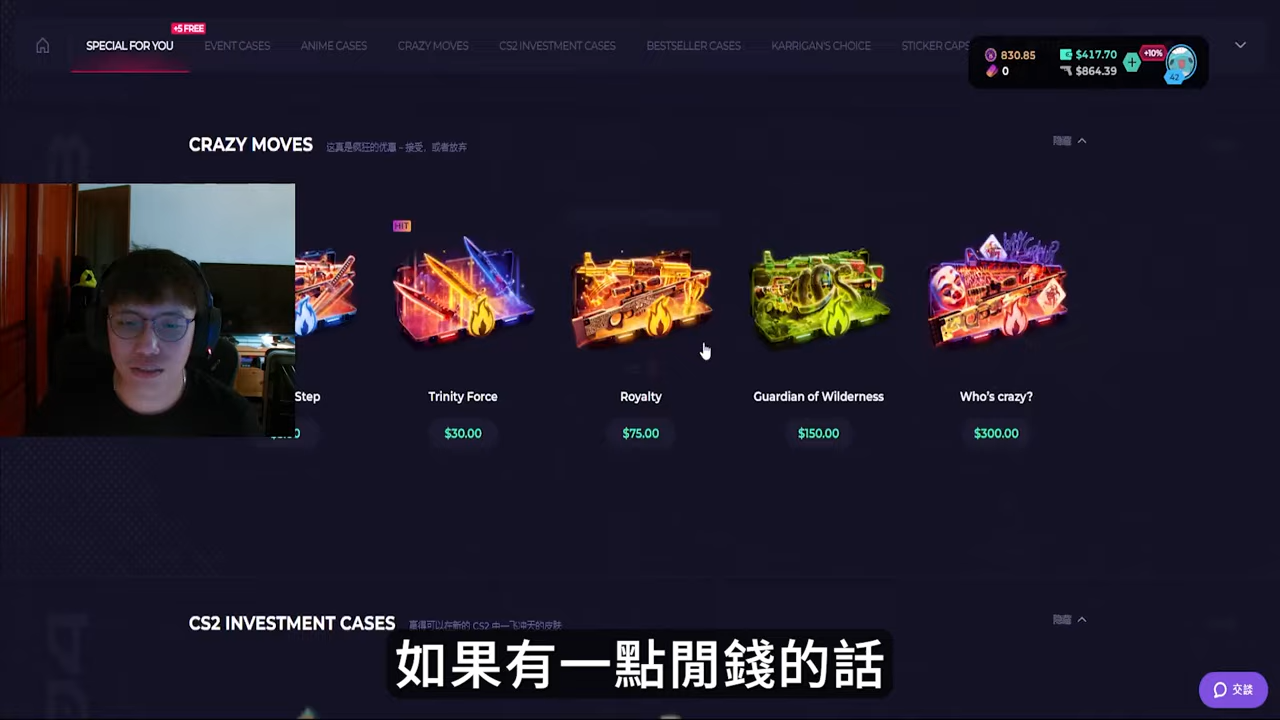 +5 FREE
SPECIAL FOR YOU
EVENT CASES
ANIME CASES
CRAZY MOVES
CS2 INVESTMENT CASES
BESTSELLER CASES
KARRIGAN'S CHOICE
STICKER CAPS
830.85
0
$417.70
$864.39
+10%
42
CRAZY MOVES
这真是疯狂的优惠 - 接受，或者放弃
隱藏
HIT
Step
Trinity Force
Royalty
Guardian of Wilderness
Who's crazy?
$30.00
$75.00
$150.00
$300.00
CS2 INVESTMENT CASES
隱藏
如果有一點閒錢的話
交談